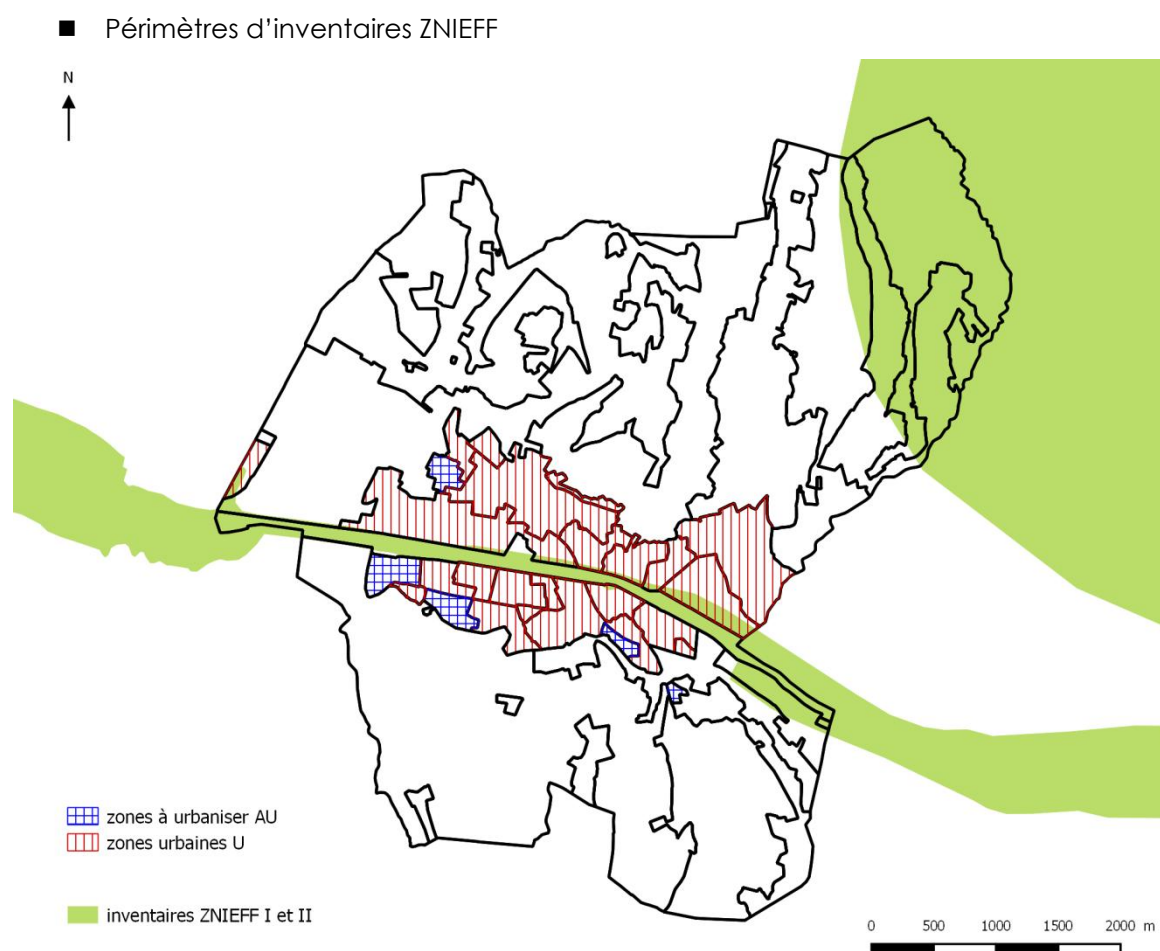 ■ Périmètres d’inventaires ZNIEFF
N
zones à urbaniser AU
zones urbaines U
inventaires ZNIEFF I et II
0 500 1000 1500 2000 m